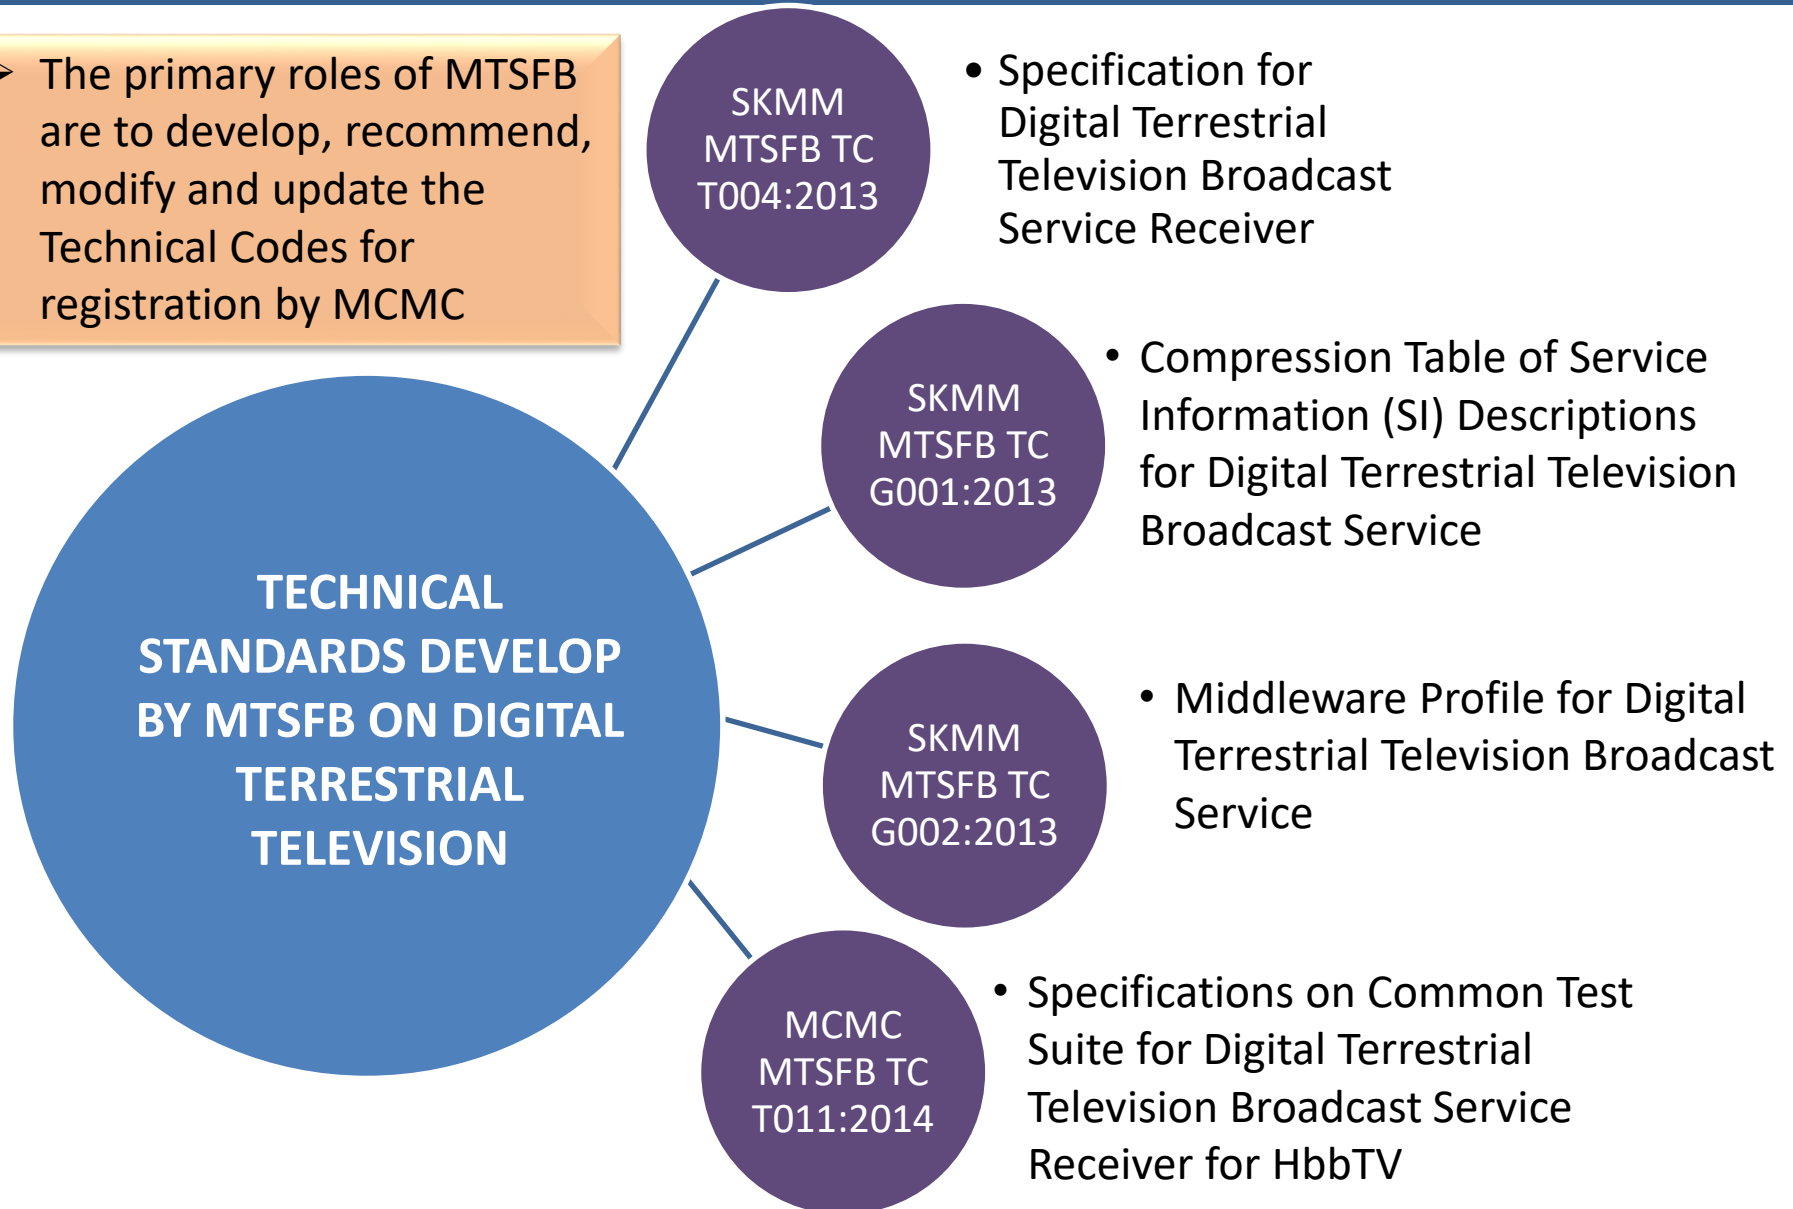 ➢ The primary roles of MTSFB
are to develop, recommend,
modify and update the
Technical Codes for
registration by MCMC
SKMM
MTSFB TC
T004:2013
• Specification for
Digital Terrestrial
Television Broadcast
Service Receiver
SKMM
MTSFB TC
G001:2013
• Compression Table of Service
Information (SI) Descriptions
for Digital Terrestrial Television
Broadcast Service
TECHNICAL
STANDARDS DEVELOP
BY MTSFB ON DIGITAL
TERRESTRIAL
TELEVISION
SKMM
MTSFB TC
G002:2013
• Middleware Profile for Digital
Terrestrial Television Broadcast
Service
MCMC
MTSFB TC
T011:2014
• Specifications on Common Test
Suite for Digital Terrestrial
Television Broadcast Service
Receiver for HbbTV